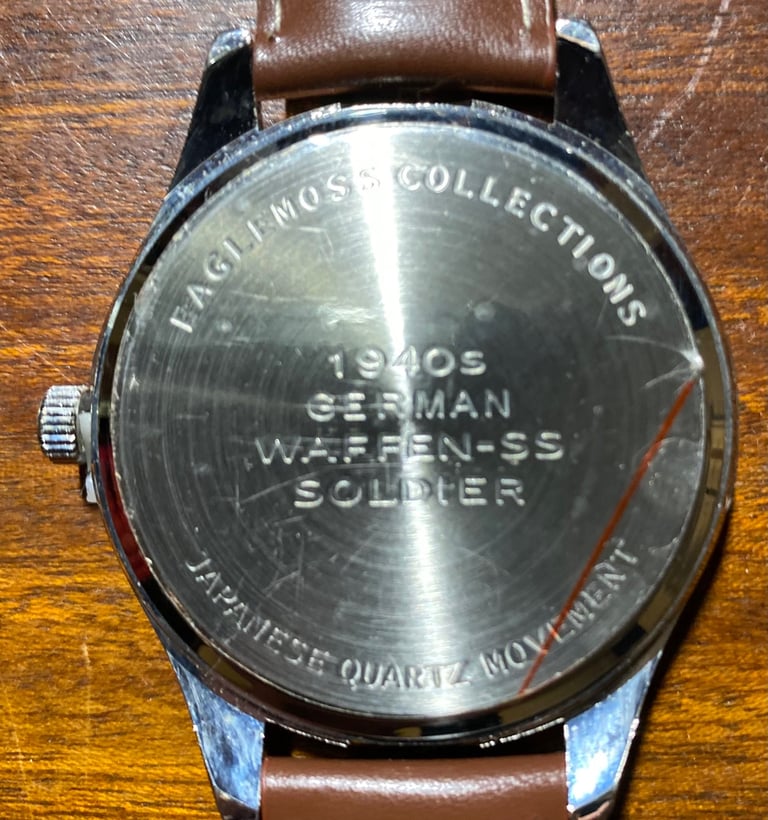 EAGLEMOSS COLLECTIONS
1940s
GERMAN
WAFFEN-SS
SOLDIER
JAPANESE QUARTZ MOVEMENT